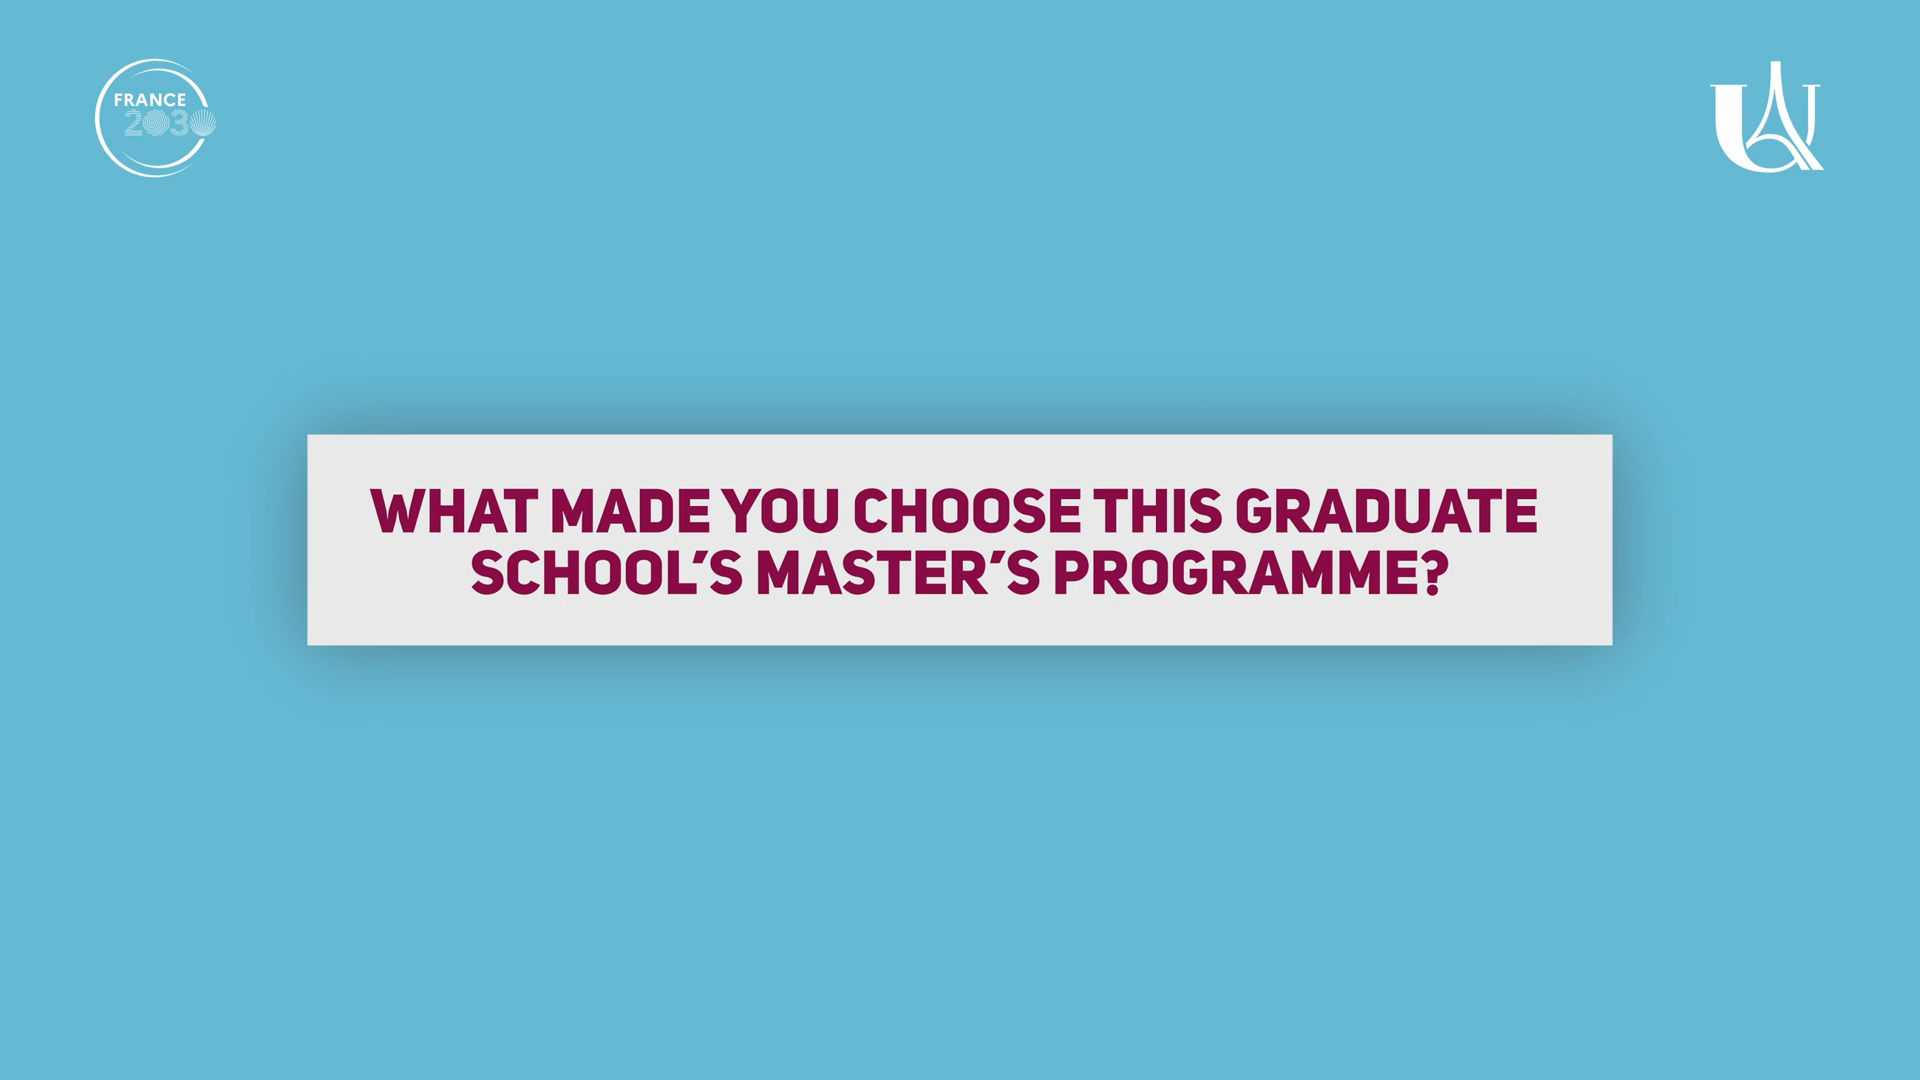 FRANCE
2030
WHAT MADE YOU CHOOSE THIS GRADUATE
SCHOOL’S MASTER’S PROGRAMME?